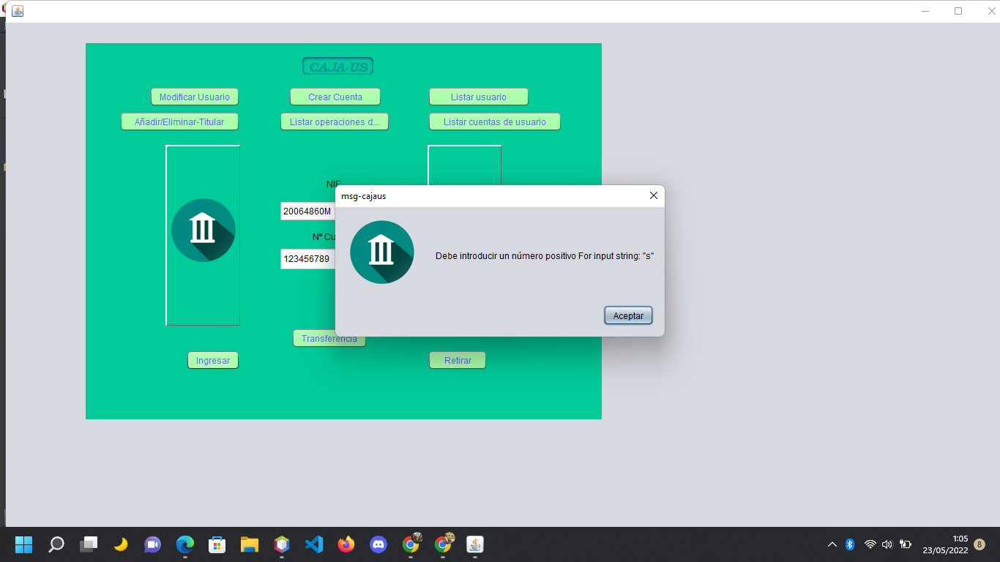 CAJA-US
Modificar Usuario
Crear Cuenta
Listar usuario
Añadir/Eliminar-Titular
Listar operaciones d...
Listar cuentas de usuario
NIF:
20064860M
Nº Cu
123456789
msg-cajaus
Debe introducir un número positivo For input string: "s"
Aceptar
Transferencia
Ingresar
Retirar
1:05
23/05/2022
8